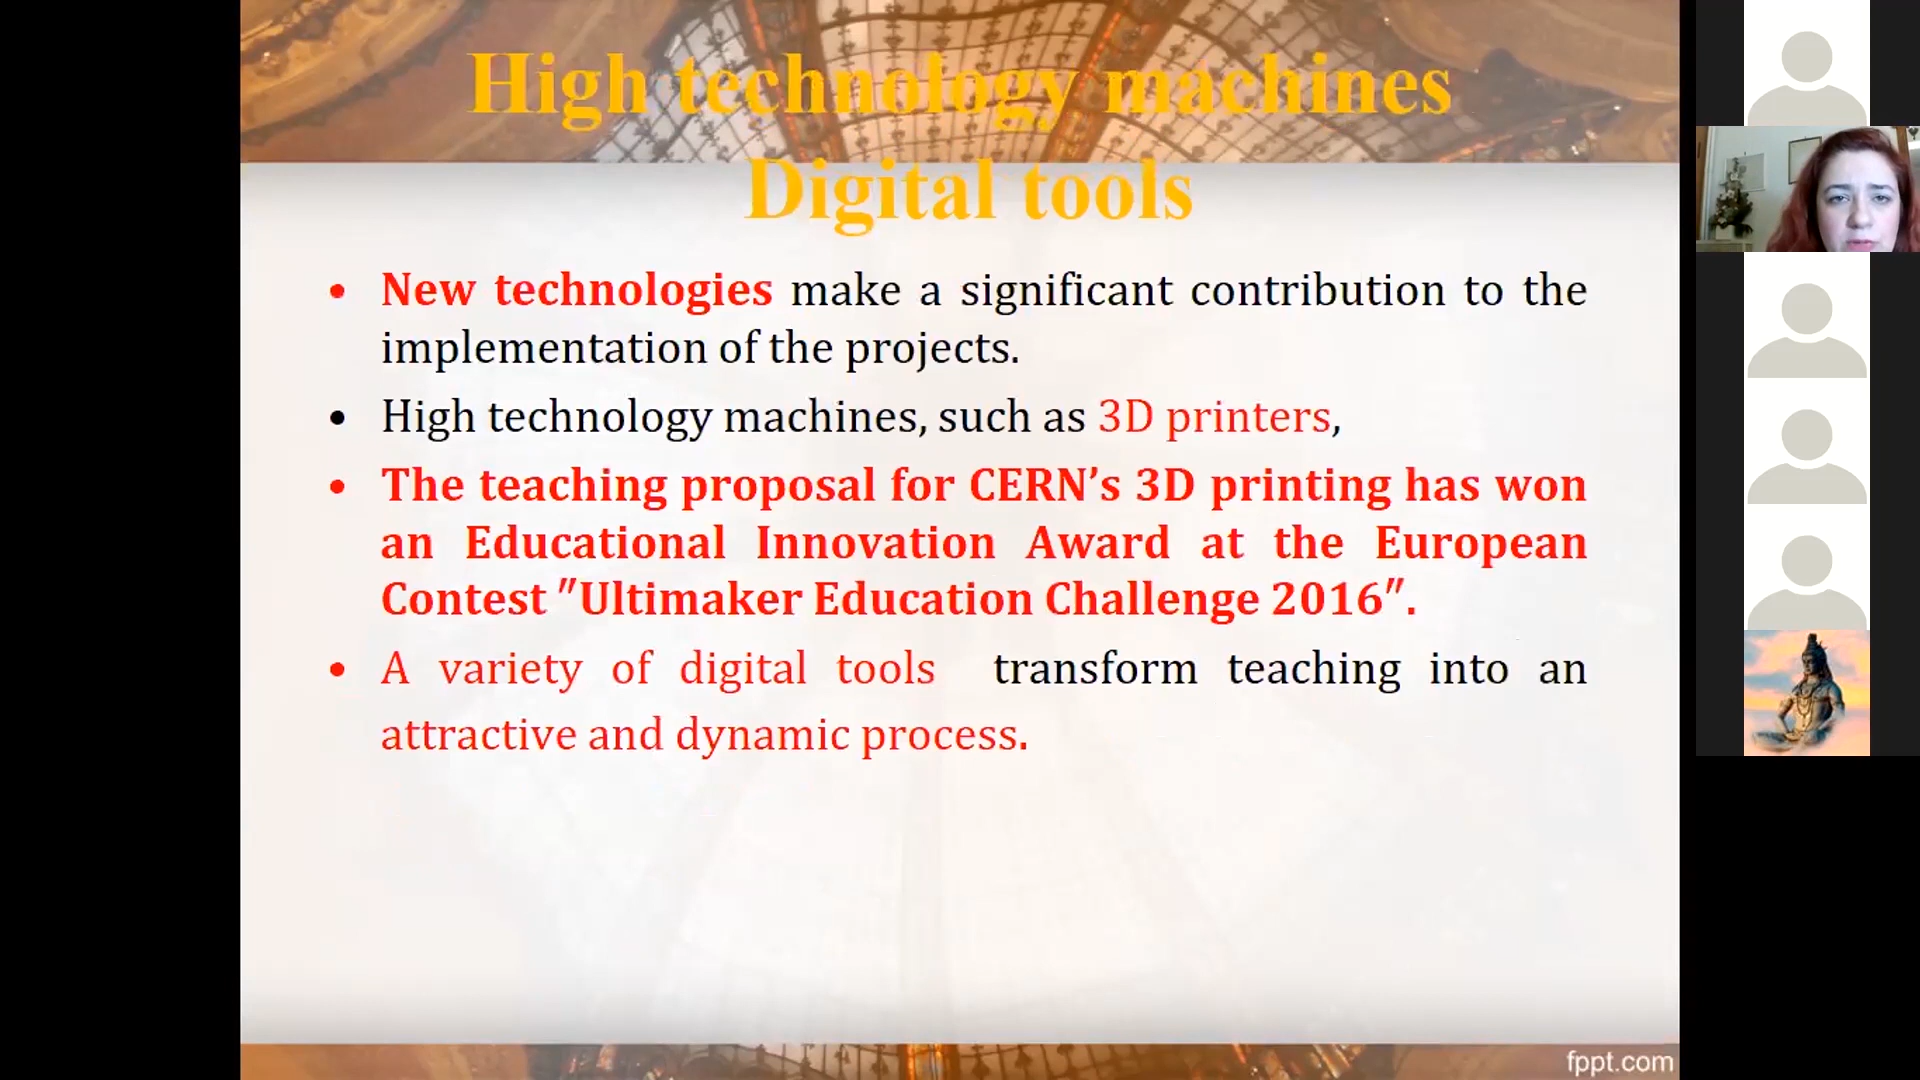 High technology machines
Digital tools
• New technologies make a significant contribution to the
implementation of the projects.
• High technology machines, such as 3D printers,
• The teaching proposal for CERN’s 3D printing has won
an Educational Innovation Award at the European
Contest ″Ultimaker Education Challenge 2016″.
• A variety of digital tools transform teaching into an
attractive and dynamic process.
fppt.com